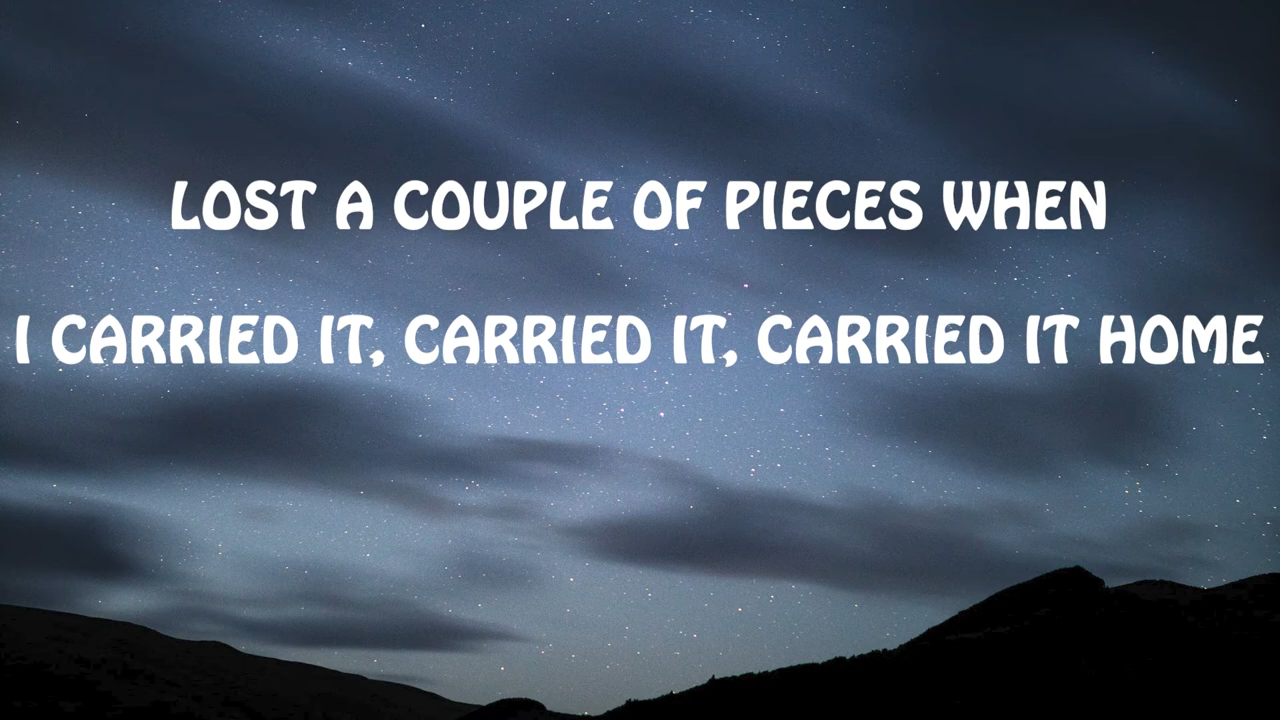 LOST A COUPLE OF PIECES WHEN
I CARRIED IT, CARRIED IT, CARRIED IT HOME